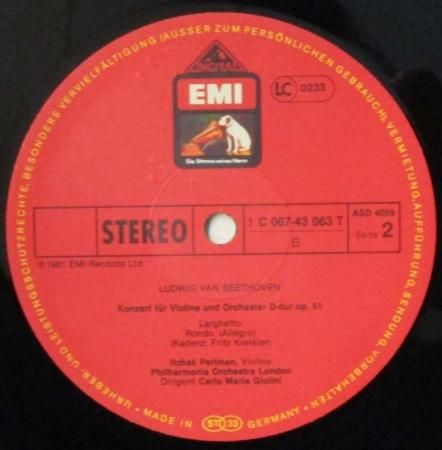 URHEBER- UND LEISTUNGSSCHUTZRECHTE, BESONDERS VERVIELFÄLTIGUNG (AUSSER ZUM PERSÖNLICHEN GEBRAUCH), VERMIETUNG, AUFFÜHRUNG, SENDUNG, VORBEHALTEN
DIGITAL
EMI
LC 0233
Die Stimme seines Herrn
STEREO
1 C 067-43 063 T
B
ASD 4059
Seite 2
℗1981 EMI Records Ltd.
LUDWIG VAN BEETHOVEN
Konzert für Violine und Orchester D-dur op. 61
Larghetto
Rondo (Allegro)
(Kadenz: Fritz Kreisler)
Itzhak Perlman, Violine
Philharmonia Orchestra London
Dirigent Carlo Maria Giulini
• MADE IN STEREO 33 GERMANY •